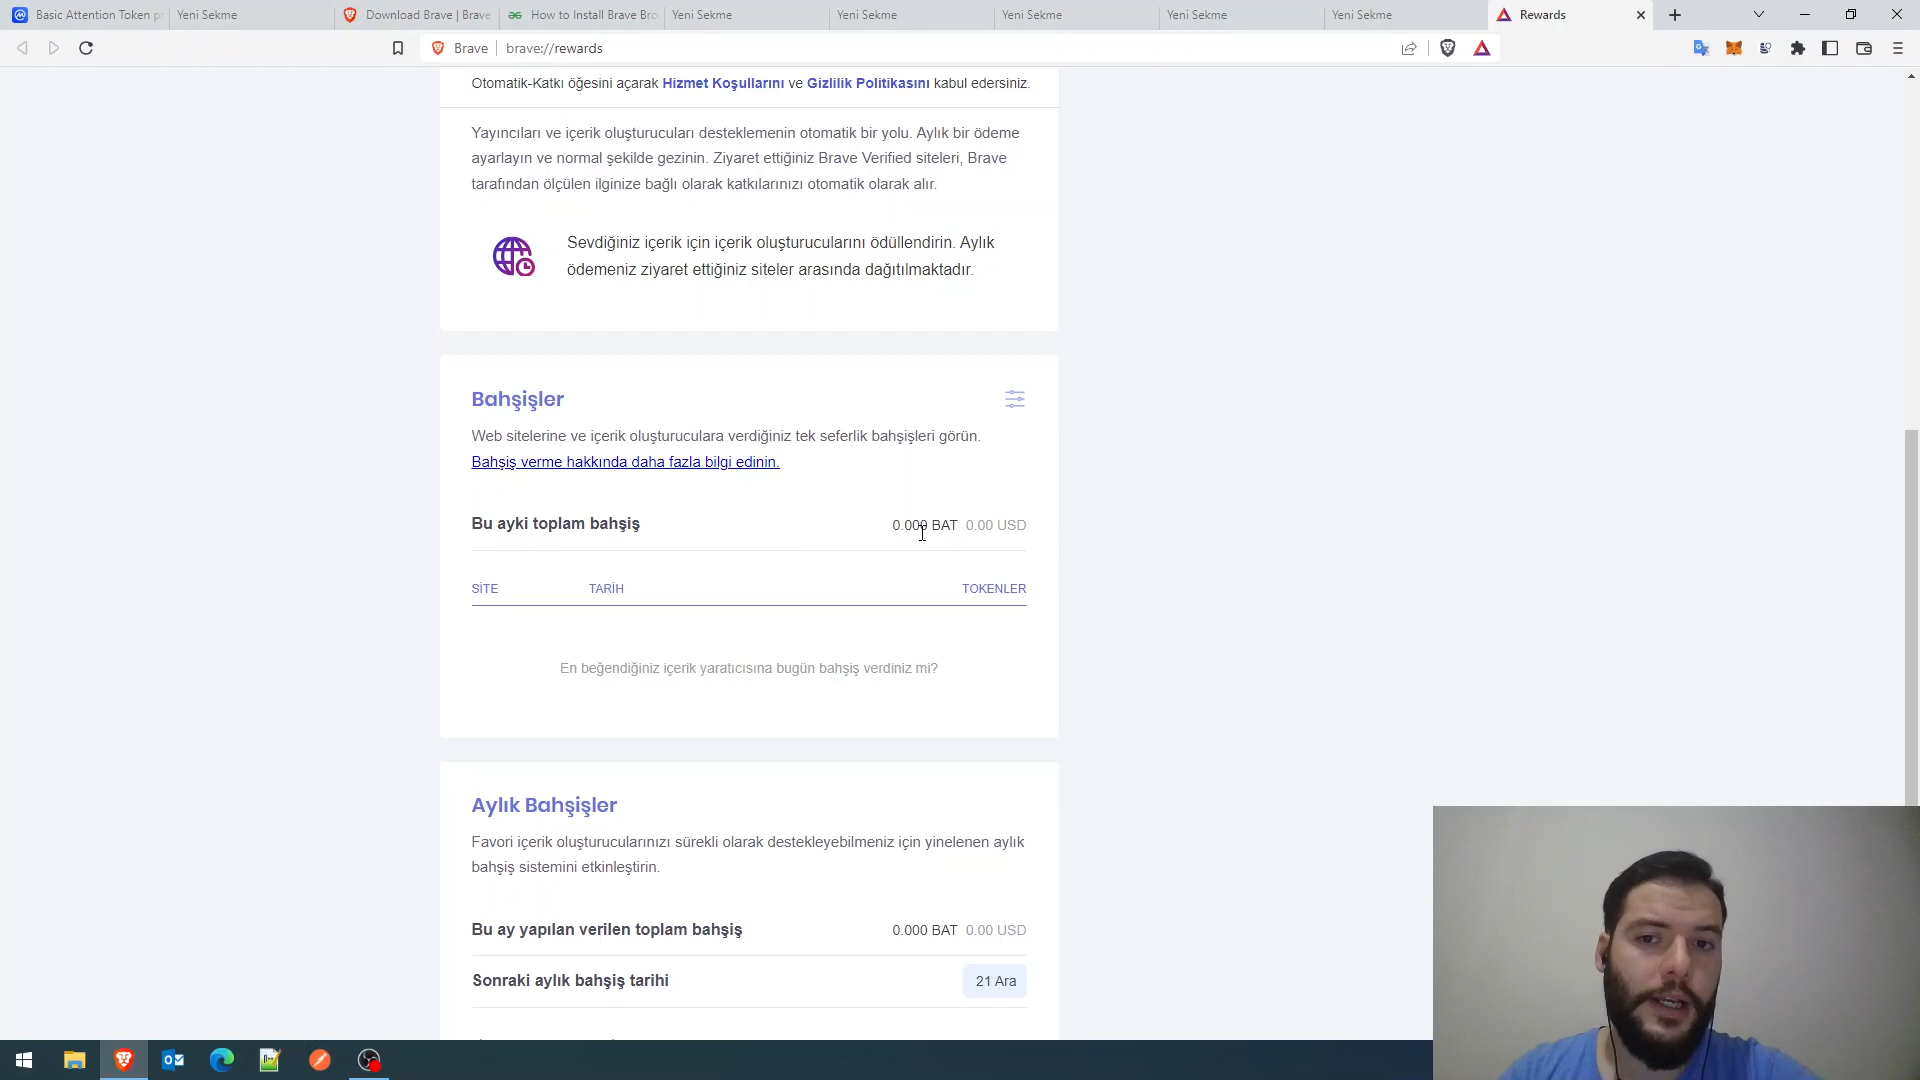 Basic Attention Token p
Yeni Sekme
Download Brave | Brave
How to Install Brave Bro
Yeni Sekme
Yeni Sekme
Yeni Sekme
Yeni Sekme
Yeni Sekme
Rewards
Brave
brave://rewards
Otomatik-Katkı öğesini açarak Hizmet Koşullarını ve Gizlilik Politikasını kabul edersiniz.
Yayıncıları ve içerik oluşturucuları desteklemenin otomatik bir yolu. Aylık bir ödeme
ayarlayın ve normal şekilde gezinin. Ziyaret ettiğiniz Brave Verified siteleri, Brave
tarafından ölçülen ilginize bağlı olarak katkılarınızı otomatik olarak alır.
Sevdiğiniz içerik için içerik oluşturucularını ödüllendirin. Aylık
ödemeniz ziyaret ettiğiniz siteler arasında dağıtılmaktadır.
Bahşişler
Web sitelerine ve içerik oluşturuculara verdiğiniz tek seferlik bahşişleri görün.
Bahşiş verme hakkında daha fazla bilgi edinin.
Bu ayki toplam bahşiş
0.000 BAT 0.00 USD
SİTE
TARİH
TOKENLER
En beğendiğiniz içerik yaratıcısına bugün bahşiş verdiniz mi?
Aylık Bahşişler
Favori içerik oluşturucularınızı sürekli olarak destekleyebilmeniz için yinelenen aylık
bahşiş sistemini etkinleştirin.
Bu ay yapılan verilen toplam bahşiş
0.000 BAT 0.00 USD
Sonraki aylık bahşiş tarihi
21 Ara